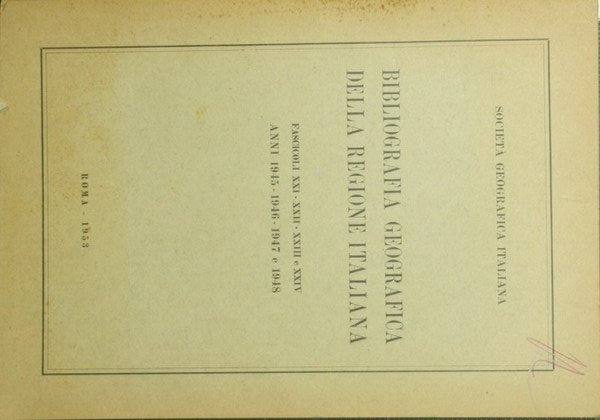 SOCIETÀ GEOGRAFICA ITALIANA
BIBLIOGRAFIA GEOGRAFICA
DELLA REGIONE ITALIANA
FASCICOLI XXI - XXII - XXIII e XXIV
ANNI 1945 - 1946 - 1947 e 1948
ROMA - 1953